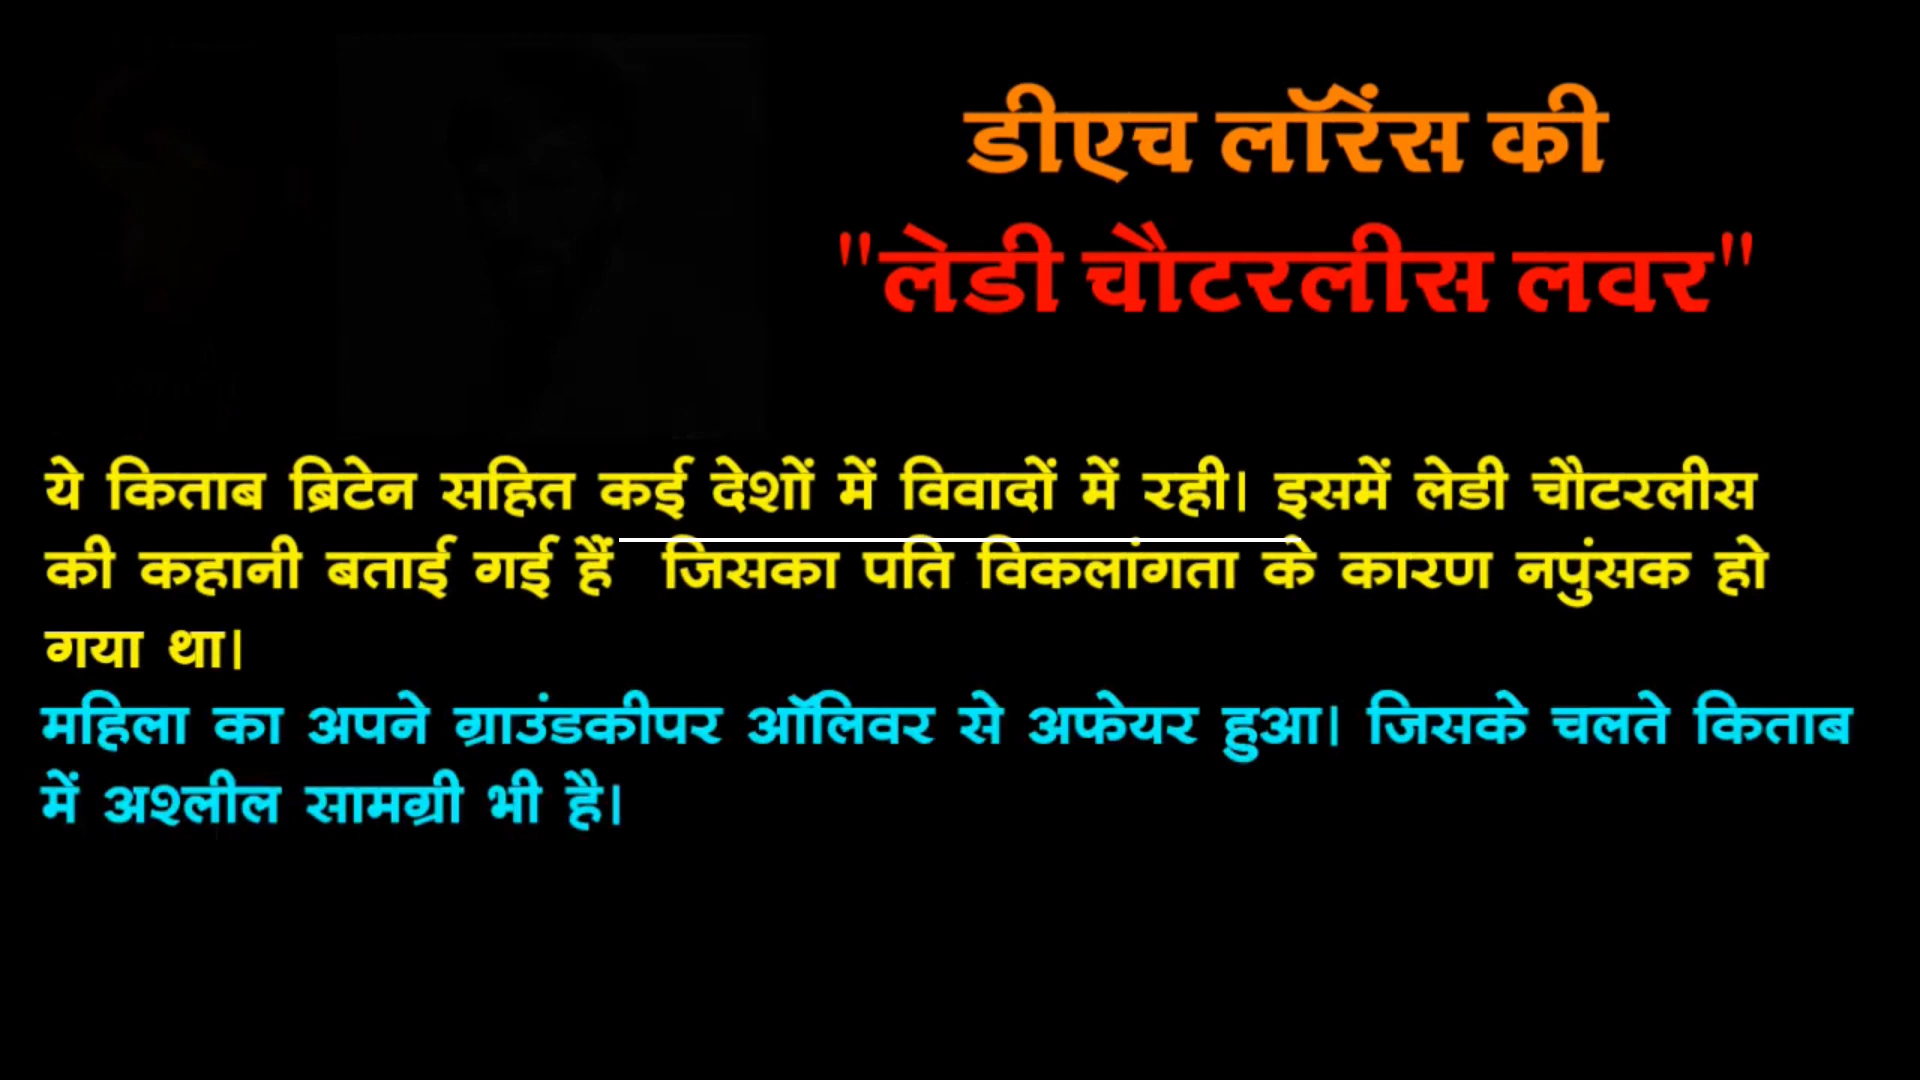 डीएच लॉरेंस की
"लेडी चौटरलीस लवर"
ये किताब ब्रिटेन सहित कई देशों में विवादों में रही। इसमें लेडी चौटरलीस
की कहानी बताई गई हैं जिसका पति विकलांगता के कारण नपुंसक हो
गया था।
महिला का अपने ग्राउंडकीपर ऑलिवर से अफेयर हुआ। जिसके चलते किताब
में अश्लील सामग्री भी है।